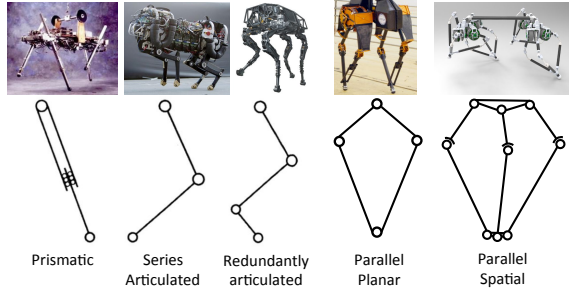 Prismatic
Series
Articulated
Redundantly
articulated
Parallel
Planar
Parallel
Spatial